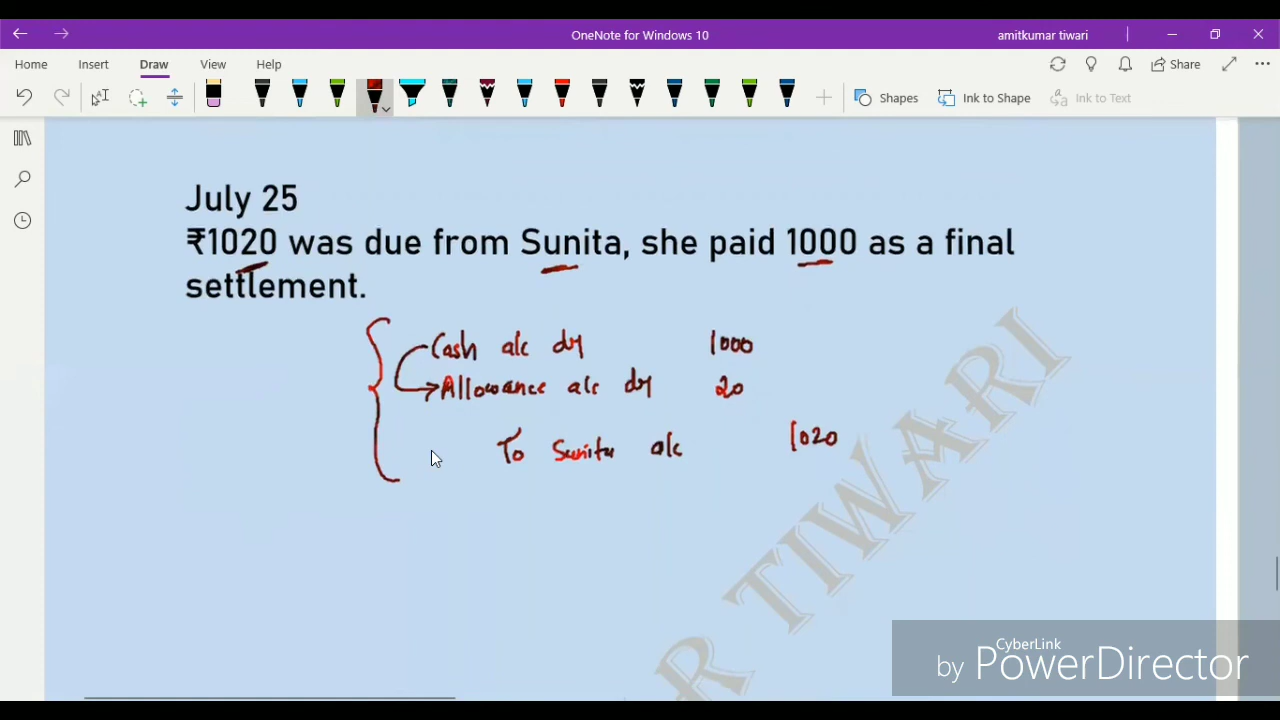 OneNote for Windows 10
amitkumar tiwari
Home Insert Draw View Help
Share
Shapes
Ink to Shape
Ink to Text
July 25
₹1020 was due from Sunita, she paid 1000 as a final
settlement.
Cash a/c dr 1000
Allowance a/c dr 20
To Sunita a/c 1020
R TIWARI
CyberLink
by PowerDirector